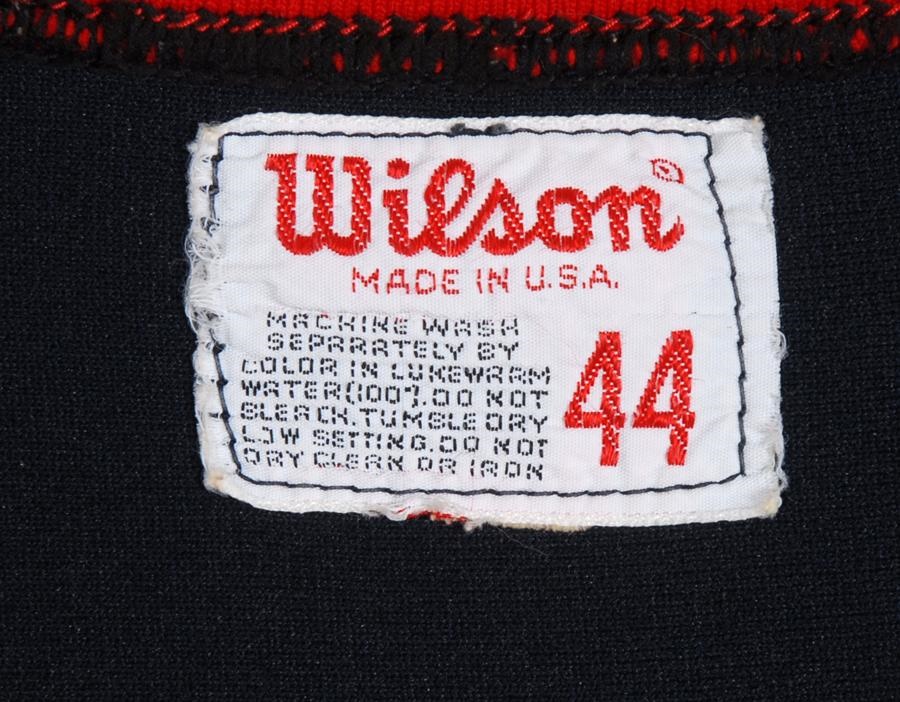 Wilson®
MADE IN U.S.A.
MACHINE WASH
SEPARATELY BY
COLOR IN LUKEWARM
WATER(100°).DO NOT
BLEACH.TUMBLE DRY
LOW SETTING.DO NOT
DRY CLEAN OR IRON
44